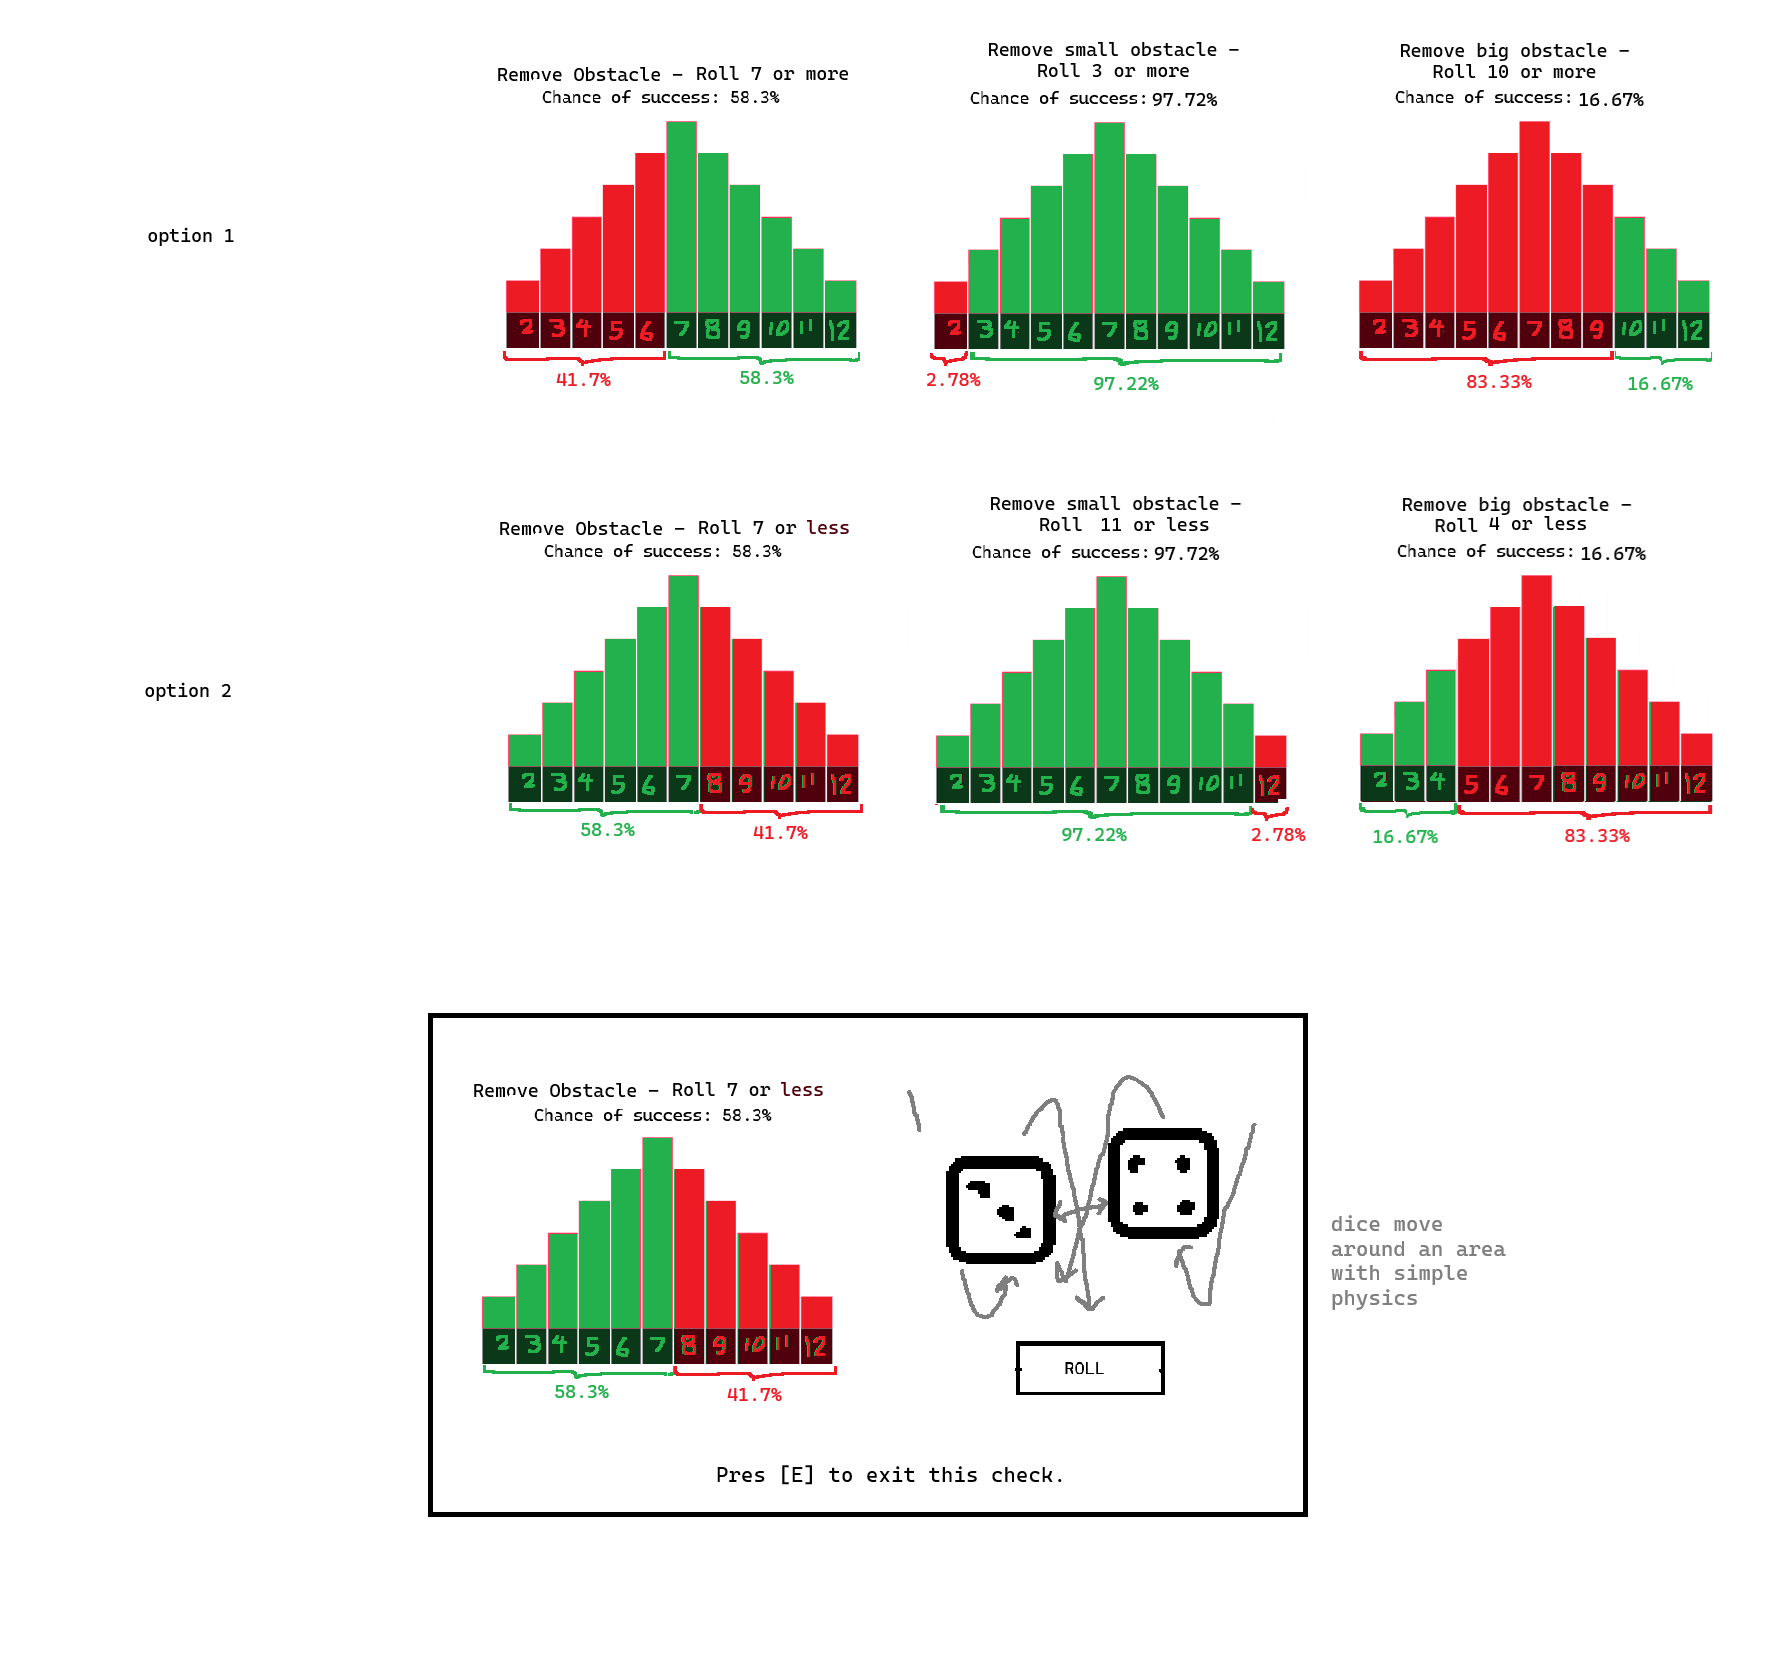 Remove Obstacle - Roll 7 or more
Chance of success: 58.3%
Remove small obstacle -
Roll 3 or more
Chance of success: 97.72%
Remove big obstacle -
Roll 10 or more
Chance of success: 16.67%
option 1
2 3 4 5 6 7 8 9 10 11 12
41.7% 58.3%
2 3 4 5 6 7 8 9 10 11 12
2.78% 97.22%
2 3 4 5 6 7 8 9 10 11 12
83.33% 16.67%
Remove Obstacle - Roll 7 or less
Chance of success: 58.3%
Remove small obstacle -
Roll 11 or less
Chance of success: 97.72%
Remove big obstacle -
Roll 4 or less
Chance of success: 16.67%
option 2
2 3 4 5 6 7 8 9 10 11 12
58.3% 41.7%
2 3 4 5 6 7 8 9 10 11 12
97.22% 2.78%
2 3 4 5 6 7 8 9 10 11 12
16.67% 83.33%
Remove Obstacle - Roll 7 or less
Chance of success: 58.3%
2 3 4 5 6 7 8 9 10 11 12
58.3% 41.7%
ROLL
Pres [E] to exit this check.
dice move
around an area
with simple
physics